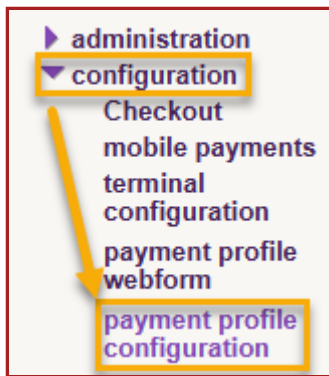 administration
configuration
Checkout
mobile payments
terminal
configuration
payment profile
webform
payment profile
configuration